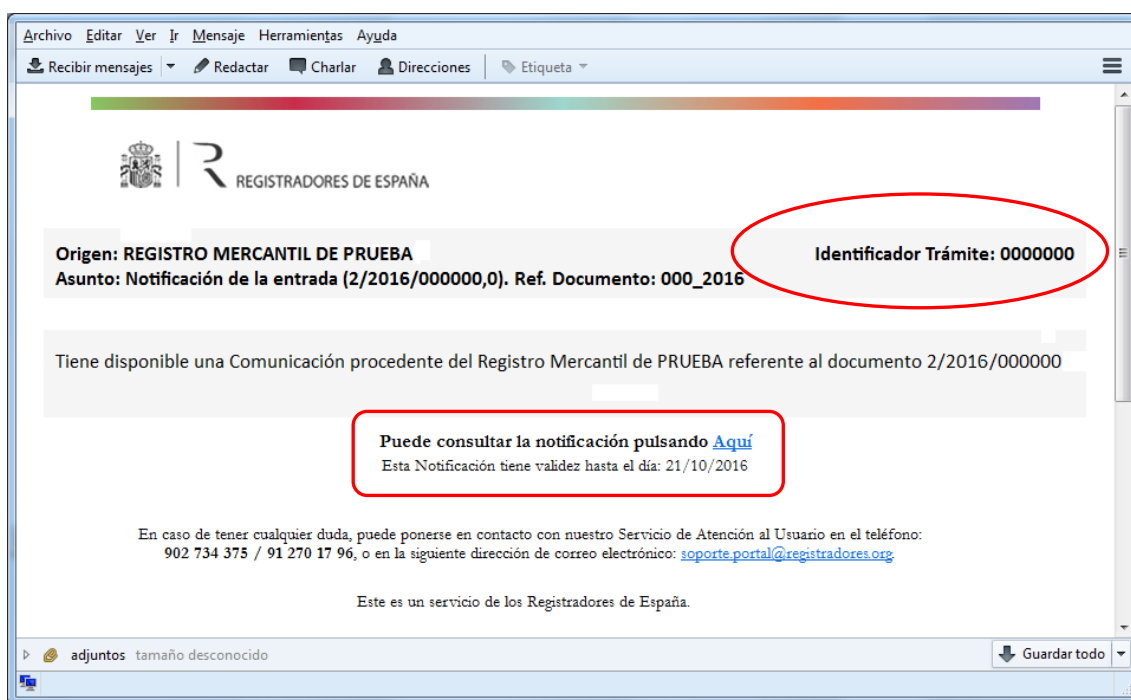 Archivo Editar Ver Ir Mensaje Herramientas Ayuda
Recibir mensajes Redactar Charlar Direcciones Etiqueta
REGISTRADORES DE ESPAÑA
Origen: REGISTRO MERCANTIL DE PRUEBA Identificador Trámite: 0000000
Asunto: Notificación de la entrada (2/2016/000000,0). Ref. Documento: 000_2016
Tiene disponible una Comunicación procedente del Registro Mercantil de PRUEBA referente al documento 2/2016/000000
Puede consultar la notificación pulsando Aquí
Esta Notificación tiene validez hasta el día: 21/10/2016
En caso de tener cualquier duda, puede ponerse en contacto con nuestro Servicio de Atención al Usuario en el teléfono:
902 734 375 / 91 270 17 96, o en la siguiente dirección de correo electrónico: soporte.portal@registradores.org.
Este es un servicio de los Registradores de España.
adjuntos tamaño desconocido Guardar todo